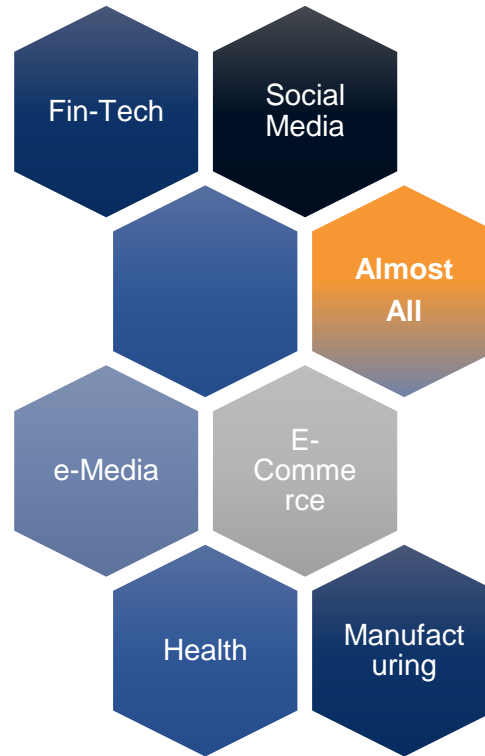 Fin-Tech
Social
Media
Almost
All
e-Media
E-
Comme
rce
Health
Manufact
uring